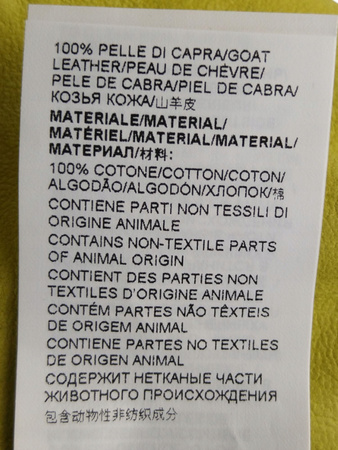 100% PELLE DI CAPRA/GOAT
LEATHER/PEAU DE CHÈVRE/
PELE DE CABRA/PIEL DE CABRA/
КОЗЬЯ КОЖА/山羊皮
MATERIALE/MATERIAL/
MATÉRIEL/MATERIAL/MATERIAL/
МАТЕРИАЛ/材料:
100% COTONE/COTTON/COTON/
ALGODÃO/ALGODÓN/ХЛОПОК/棉
CONTIENE PARTI NON TESSILI DI
ORIGINE ANIMALE
CONTAINS NON-TEXTILE PARTS
OF ANIMAL ORIGIN
CONTIENT DES PARTIES NON
TEXTILES D'ORIGINE ANIMALE
CONTÉM PARTES NÃO TÊXTEIS
DE ORIGEM ANIMAL
CONTIENE PARTES NO TEXTILES
DE ORIGEN ANIMAL
СОДЕРЖИТ НЕТКАНЫЕ ЧАСТИ
ЖИВОТНОГО ПРОИСХОЖДЕНИЯ
包含动物性非纺织成分